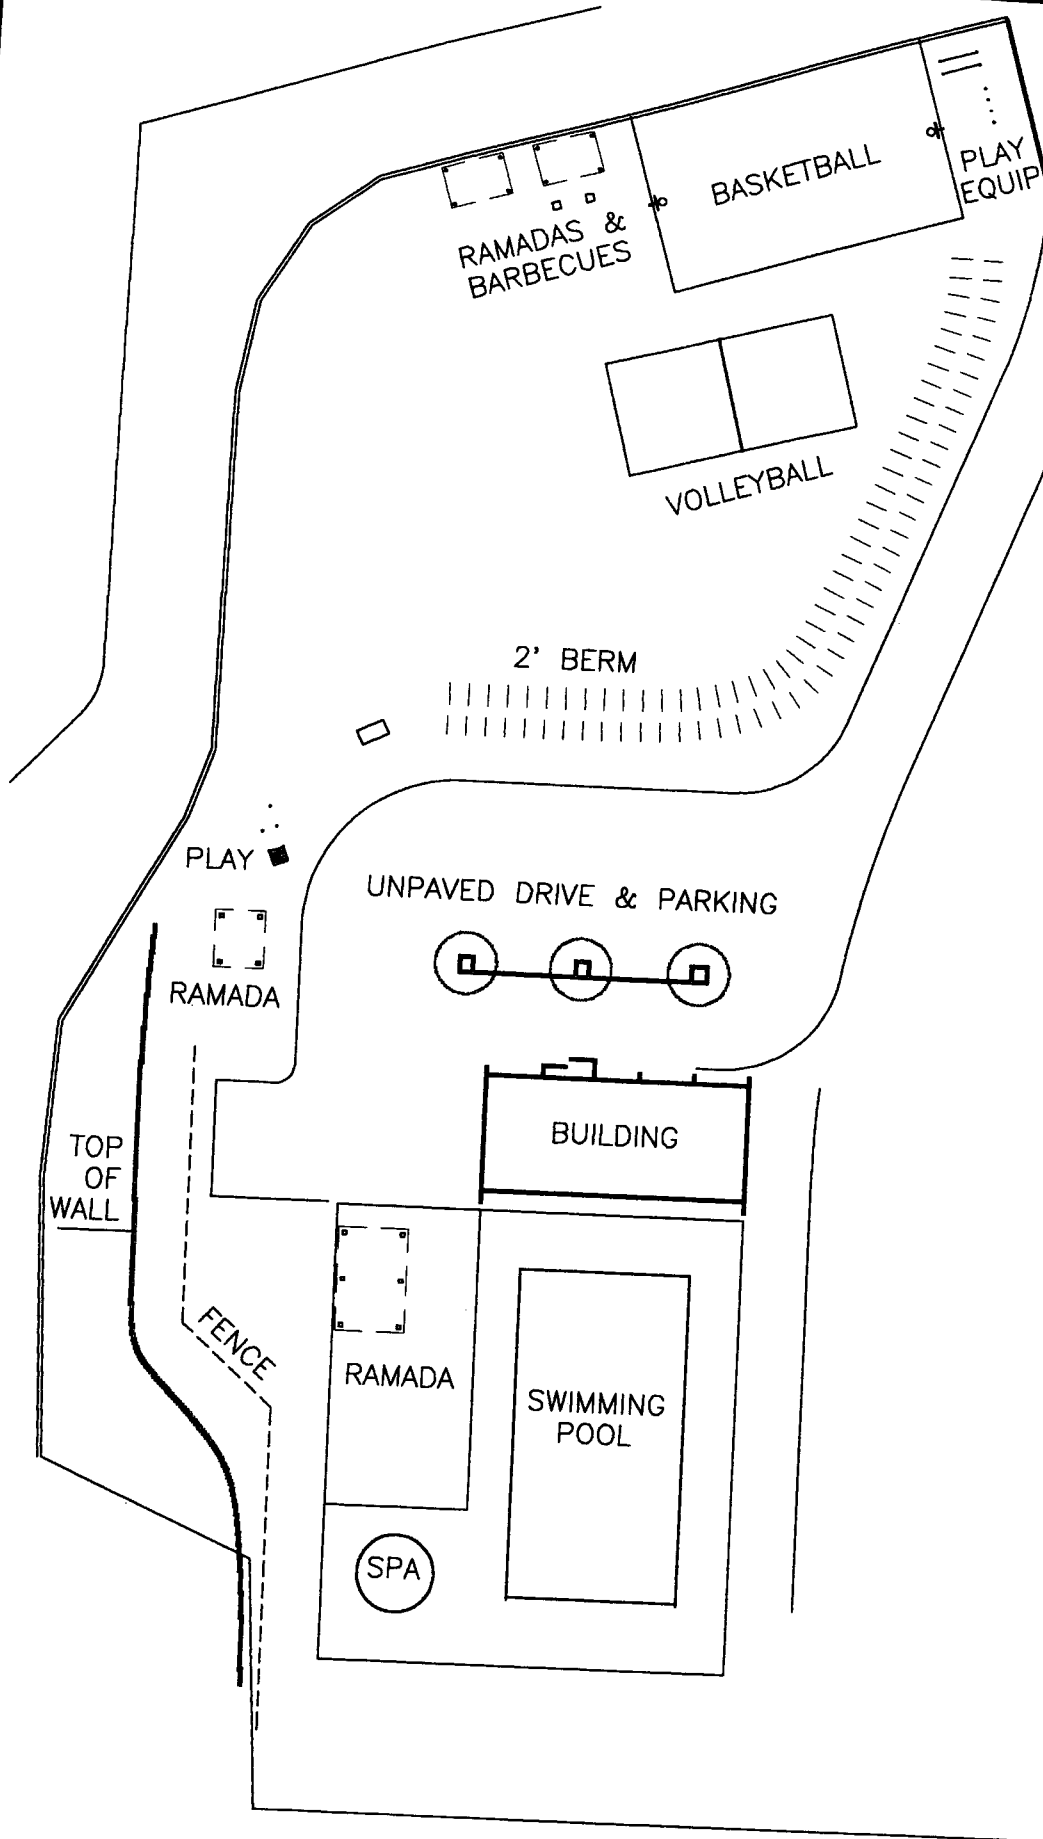 BASKETBALL
PLAY
EQUIP
RAMADAS &
BARBECUES
VOLLEYBALL
2' BERM
PLAY
UNPAVED DRIVE & PARKING
RAMADA
BUILDING
TOP
OF
WALL
FENCE
RAMADA
SWIMMING
POOL
SPA